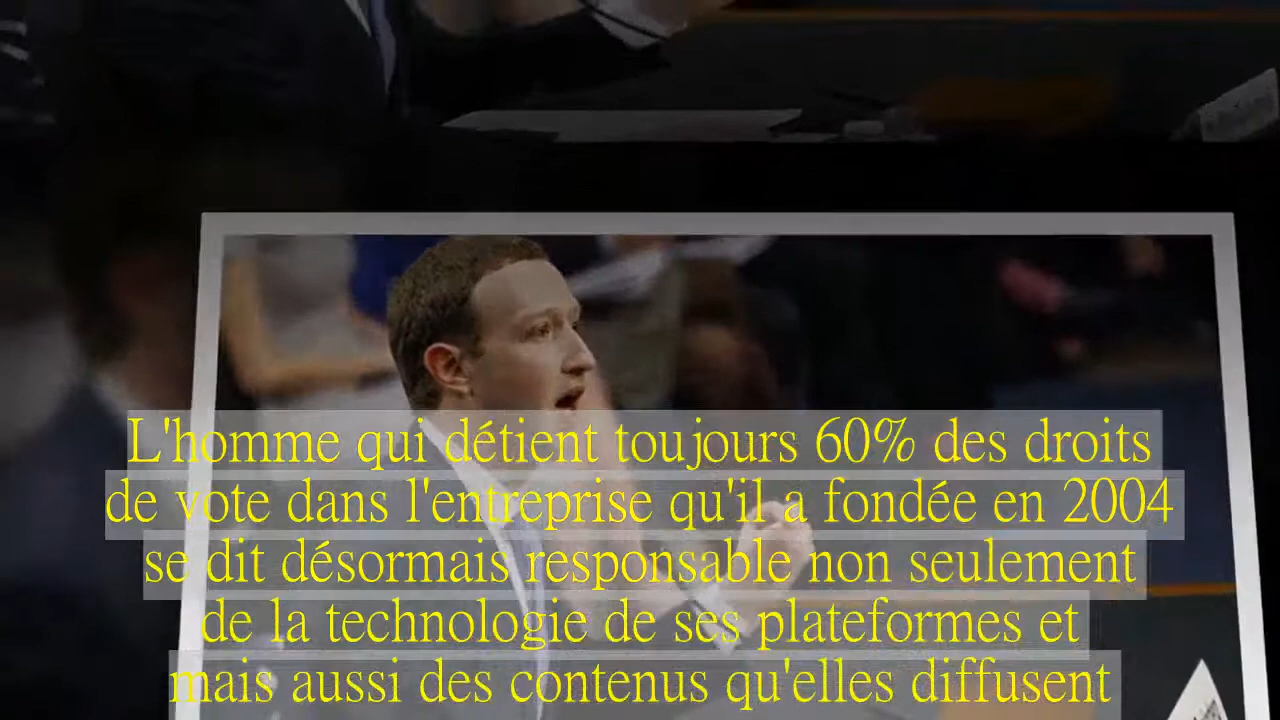 L'homme qui détient toujours 60% des droits
de vote dans l'entreprise qu'il a fondée en 2004
se dit désormais responsable non seulement
de la technologie de ses plateformes et
mais aussi des contenus qu'elles diffusent